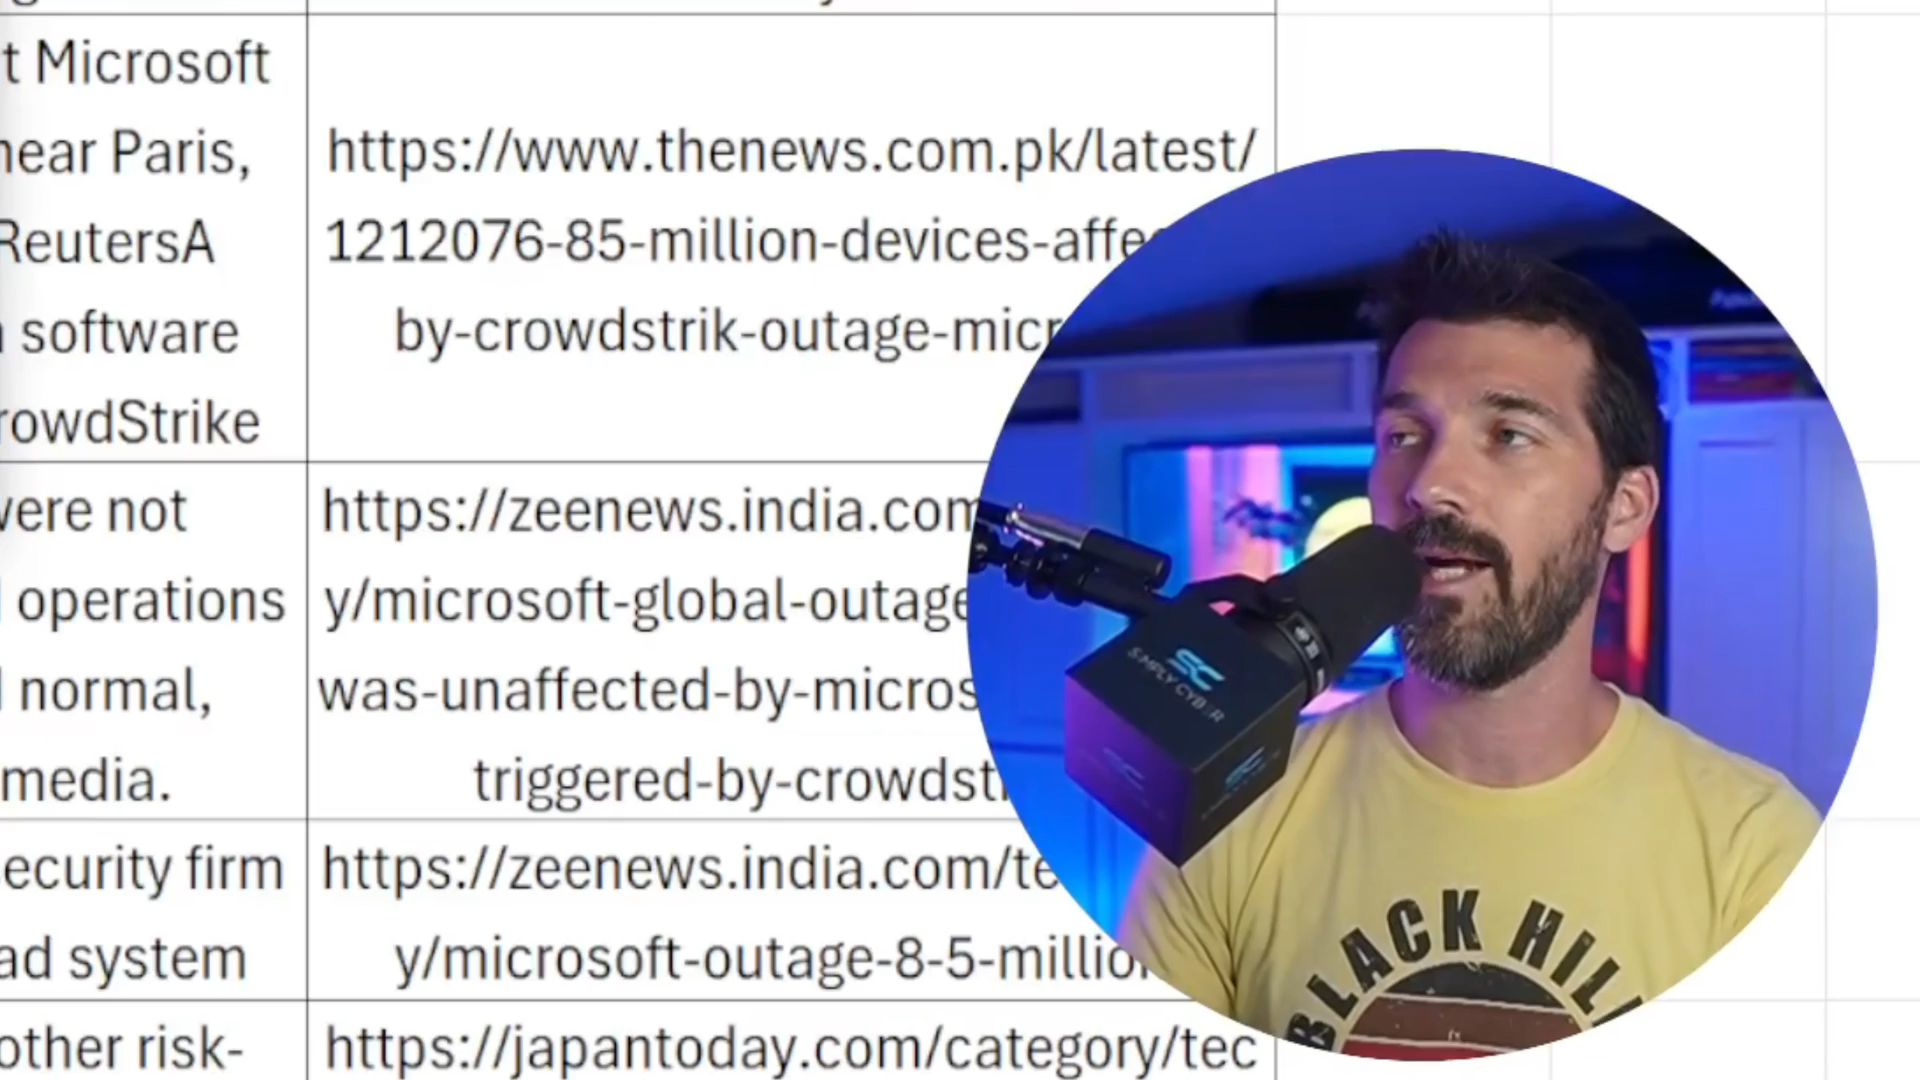 t Microsoft
near Paris,
ReutersA
software
rowdStrike
https://www.thenews.com.pk/latest/
1212076-85-million-devices-affe
by-crowdstrik-outage-micr
were not
operations
normal,
media.
https://zeenews.india.com
y/microsoft-global-outage
was-unaffected-by-micros
triggered-by-crowdst
ecurity firm
ad system
https://zeenews.india.com/te
y/microsoft-outage-8-5-millio
other risk-
https://japantoday.com/category/tec
SC
SIMPLY CYBER
BLACK HIL